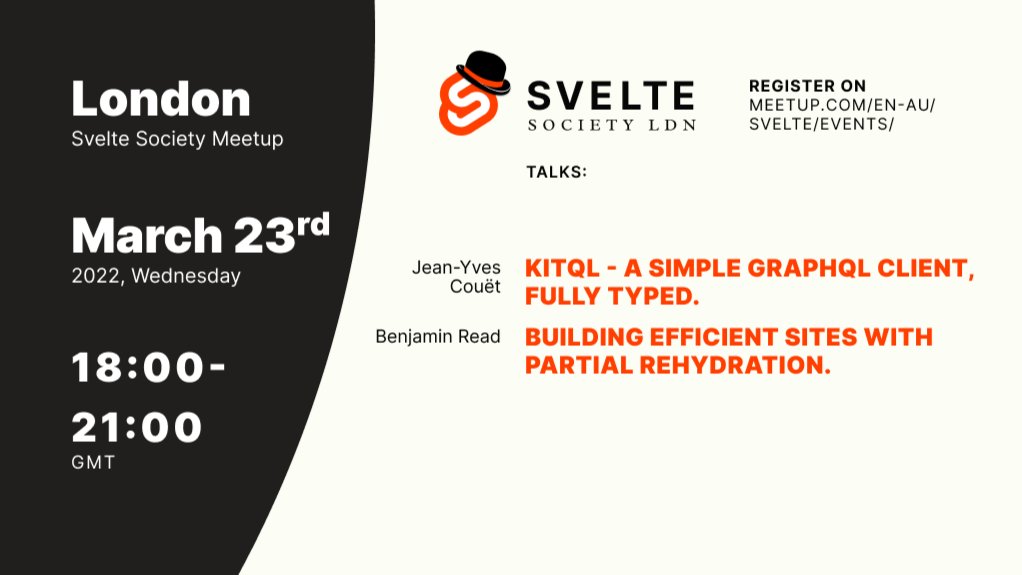 London
Svelte Society Meetup
March 23rd
2022, Wednesday
18:00-
21:00
GMT
SVELTE
SOCIETY LDN
REGISTER ON
MEETUP.COM/EN-AU/
SVELTE/EVENTS/
TALKS:
Jean-Yves
Couët
KITQL - A SIMPLE GRAPHQL CLIENT,
FULLY TYPED.
Benjamin Read
BUILDING EFFICIENT SITES WITH
PARTIAL REHYDRATION.